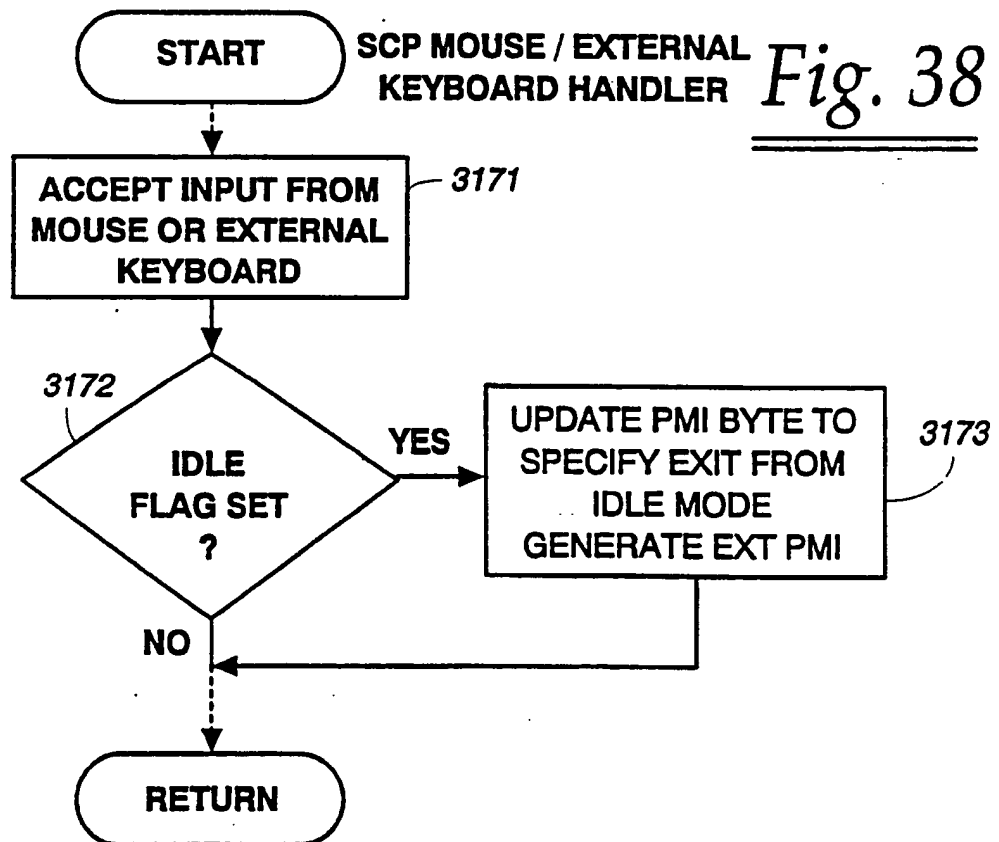 START
SCP MOUSE / EXTERNAL
KEYBOARD HANDLER
Fig. 38
ACCEPT INPUT FROM
MOUSE OR EXTERNAL
KEYBOARD
3171
3172
IDLE
FLAG SET
?
YES
UPDATE PMI BYTE TO
SPECIFY EXIT FROM
IDLE MODE
GENERATE EXT PMI
3173
NO
RETURN